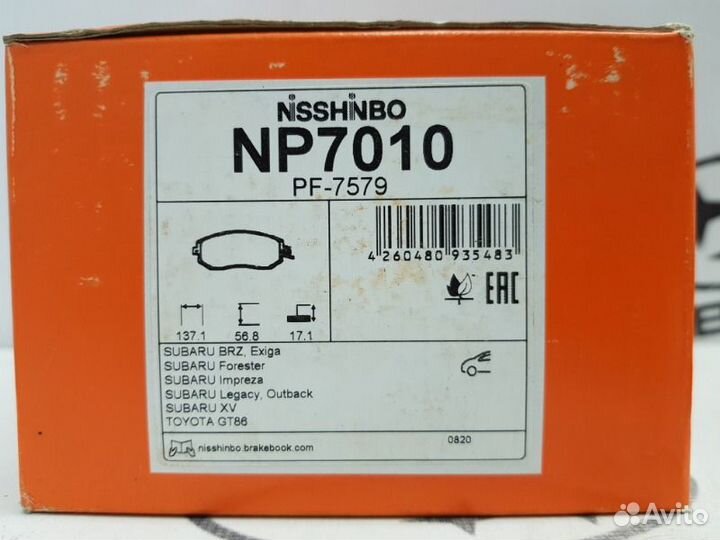 NiSSHiNBO
NP7010
PF-7579
4 260480 935483
EAC
137.1 56.8 17.1
SUBARU BRZ, Exiga
SUBARU Forester
SUBARU Impreza
SUBARU Legacy, Outback
SUBARU XV
TOYOTA GT86
nisshinbo.brakebook.com
0820
Avito